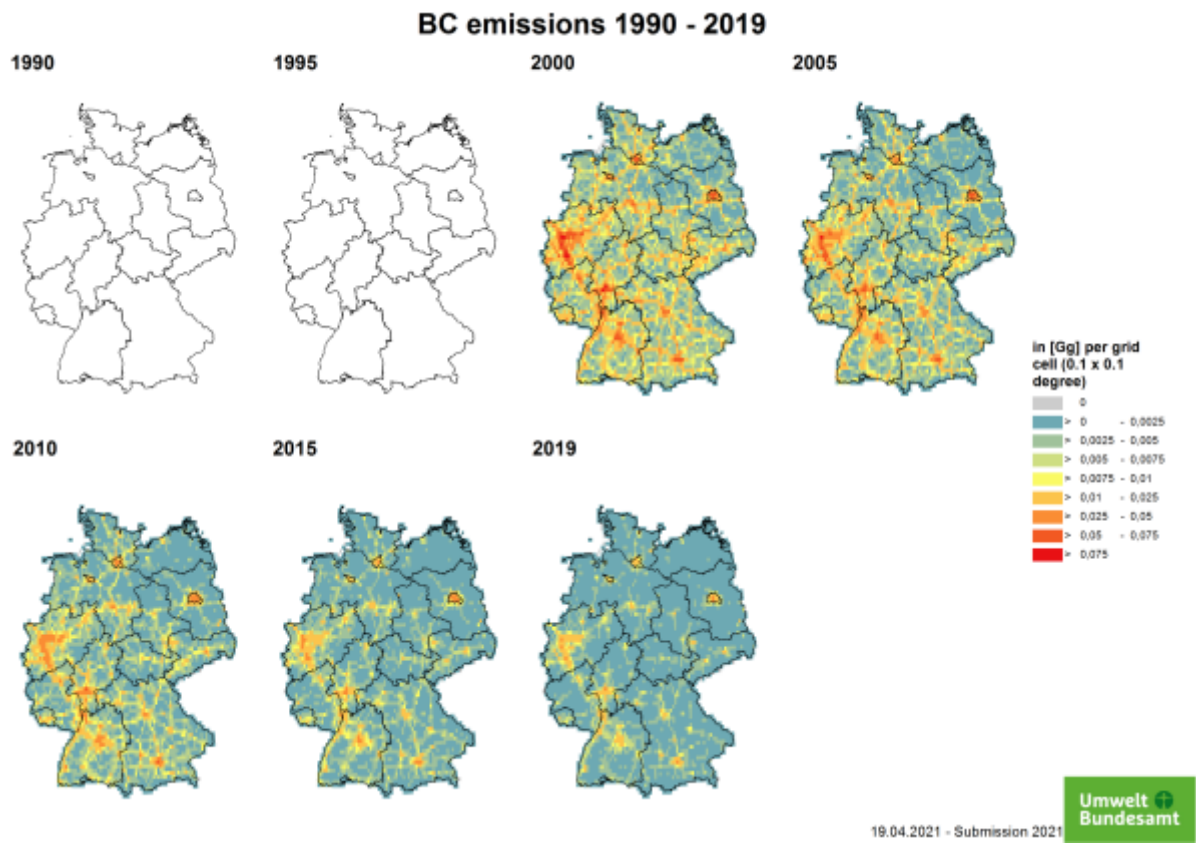 BC emissions 1990 - 2019
1990
1995
2000
2005
in [Gg] per grid
cell (0.1 x 0.1
degree)
0
> 0 - 0,0025
> 0,0025 - 0,005
> 0,005 - 0,0075
> 0,0075 - 0,01
> 0,01 - 0,025
> 0,025 - 0,05
> 0,05 - 0,075
> 0,075
2010
2015
2019
19.04.2021 - Submission 2021
Umwelt
Bundesamt